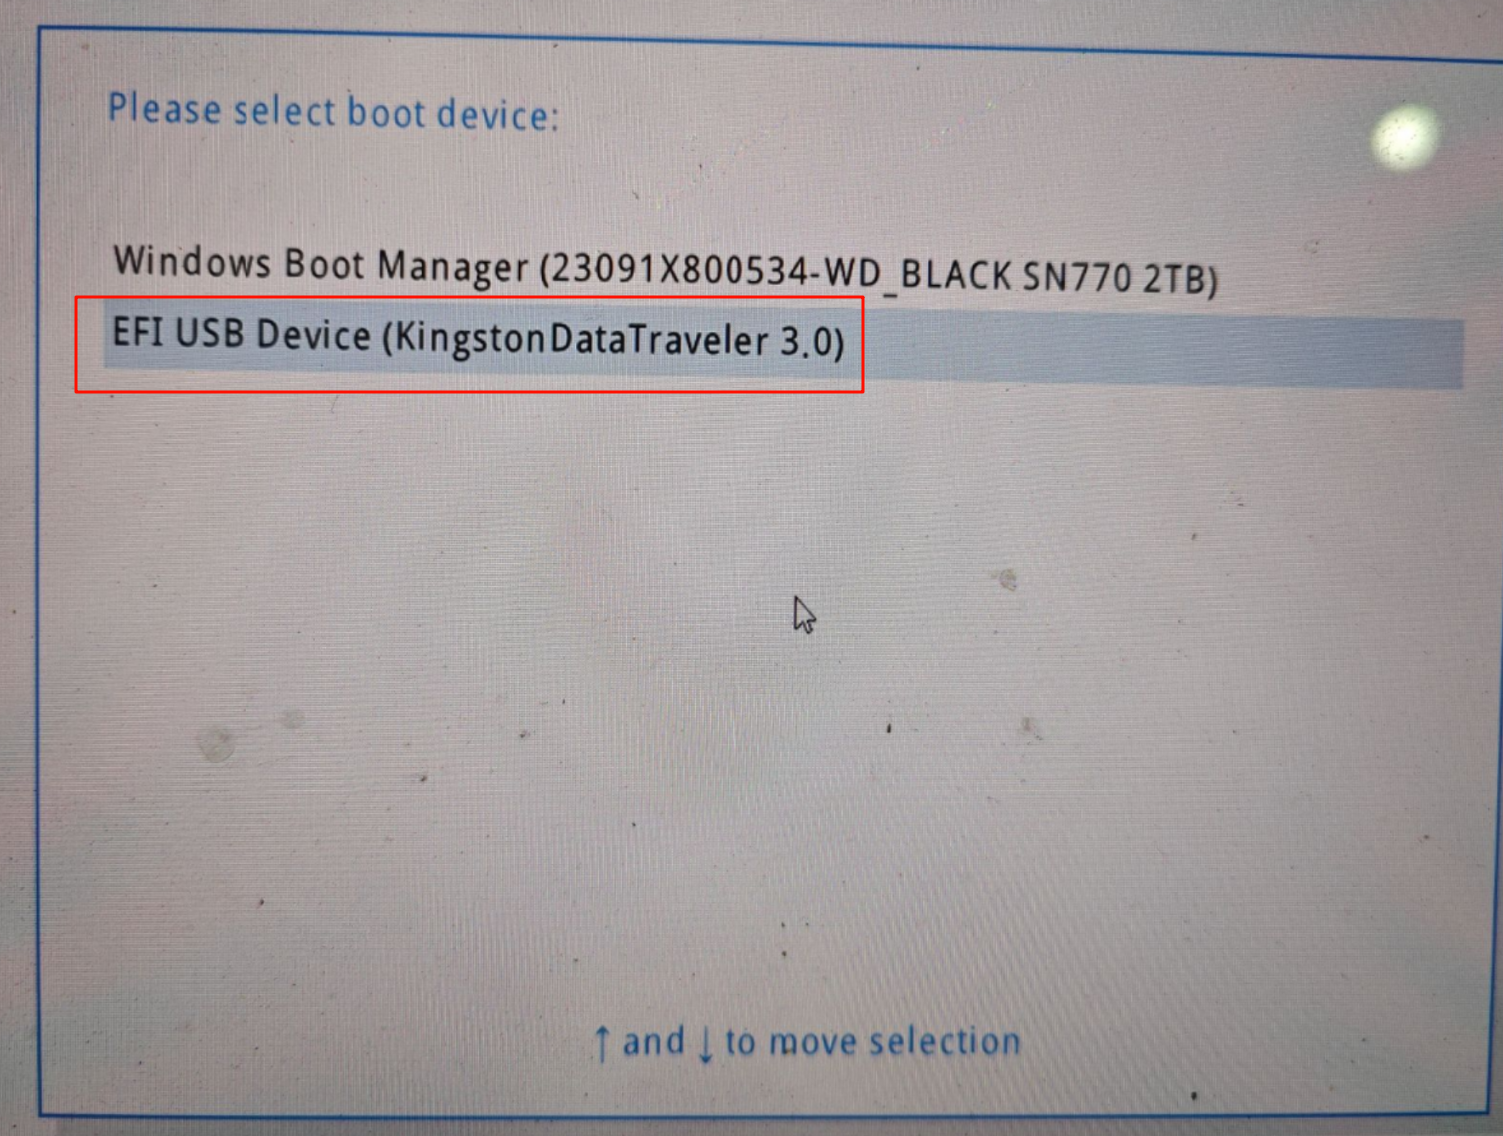 Please select boot device:
Windows Boot Manager (23091X800534-WD_BLACK SN770 2TB)
EFI USB Device (KingstonDataTraveler 3.0)
↑ and ↓ to move selection